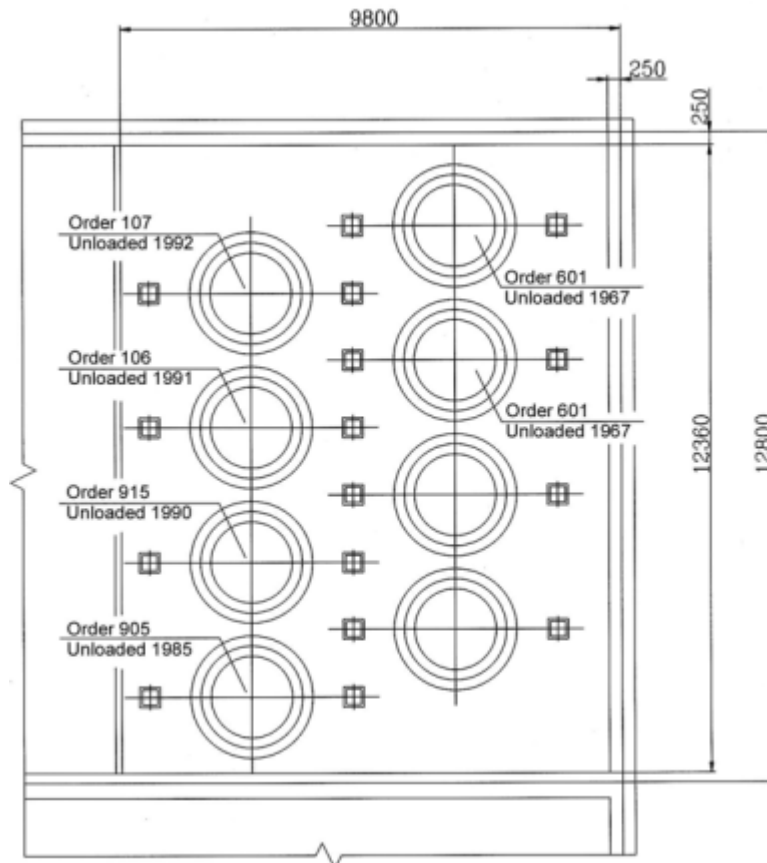 9800
250
250
Order 107
Unloaded 1992
Order 601
Unloaded 1967
Order 106
Unloaded 1991
Order 601
Unloaded 1967
12360
12800
Order 915
Unloaded 1990
Order 905
Unloaded 1985